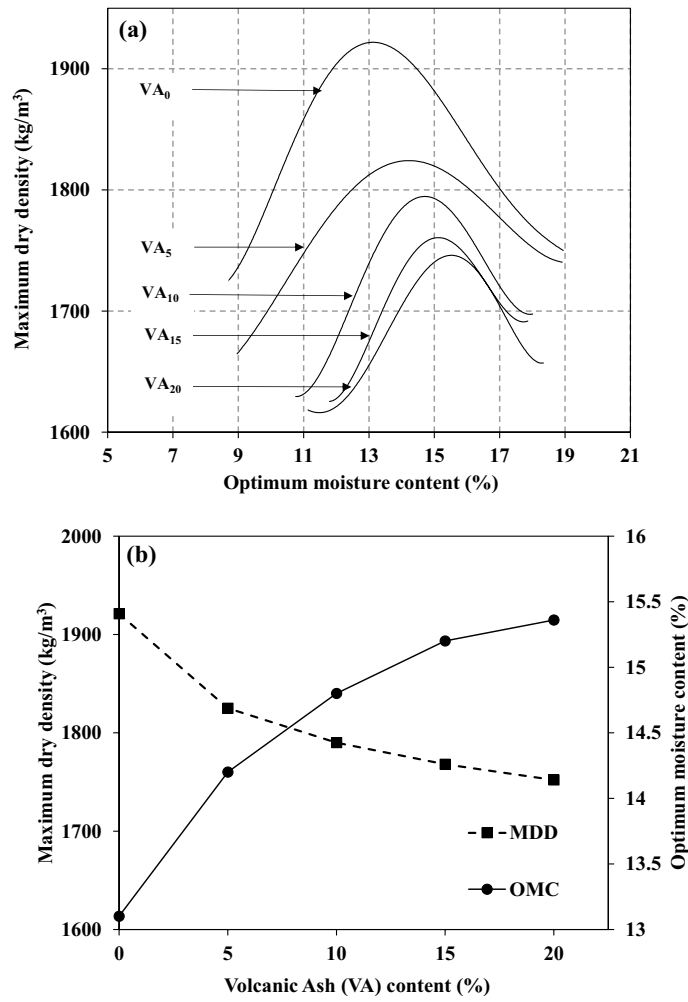 (a)
Maximum dry density (kg/m³)
1900
1800
1700
1600
VA₀
VA₅
VA₁₀
VA₁₅
VA₂₀
5 7 9 11 13 15 17 19 21
Optimum moisture content (%)
(b)
Maximum dry density (kg/m³)
2000
1900
1800
1700
1600
16
15.5
15
14.5
14
13.5
13
Optimum moisture content (%)
MDD
OMC
0 5 10 15 20
Volcanic Ash (VA) content (%)